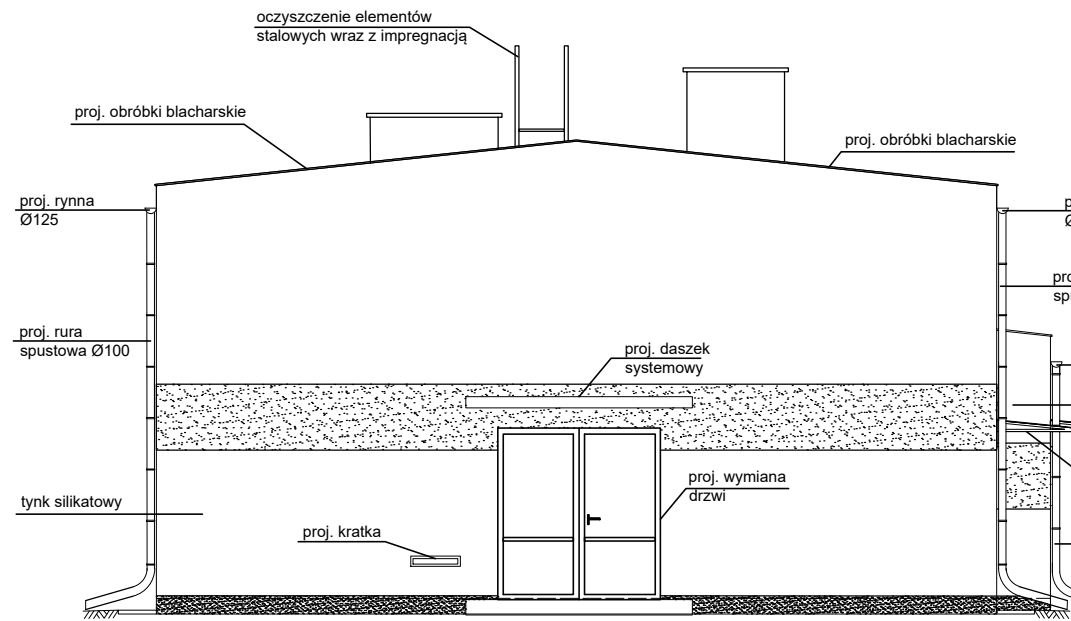 oczyszczenie elementów
stalowych wraz z impregnacją
proj. obróbki blacharskie
proj. obróbki blacharskie
proj. rynna
Ø125
proj. rura
spustowa Ø100
proj. daszek
systemowy
tynk silikatowy
proj. kratka
proj. wymiana
drzwi